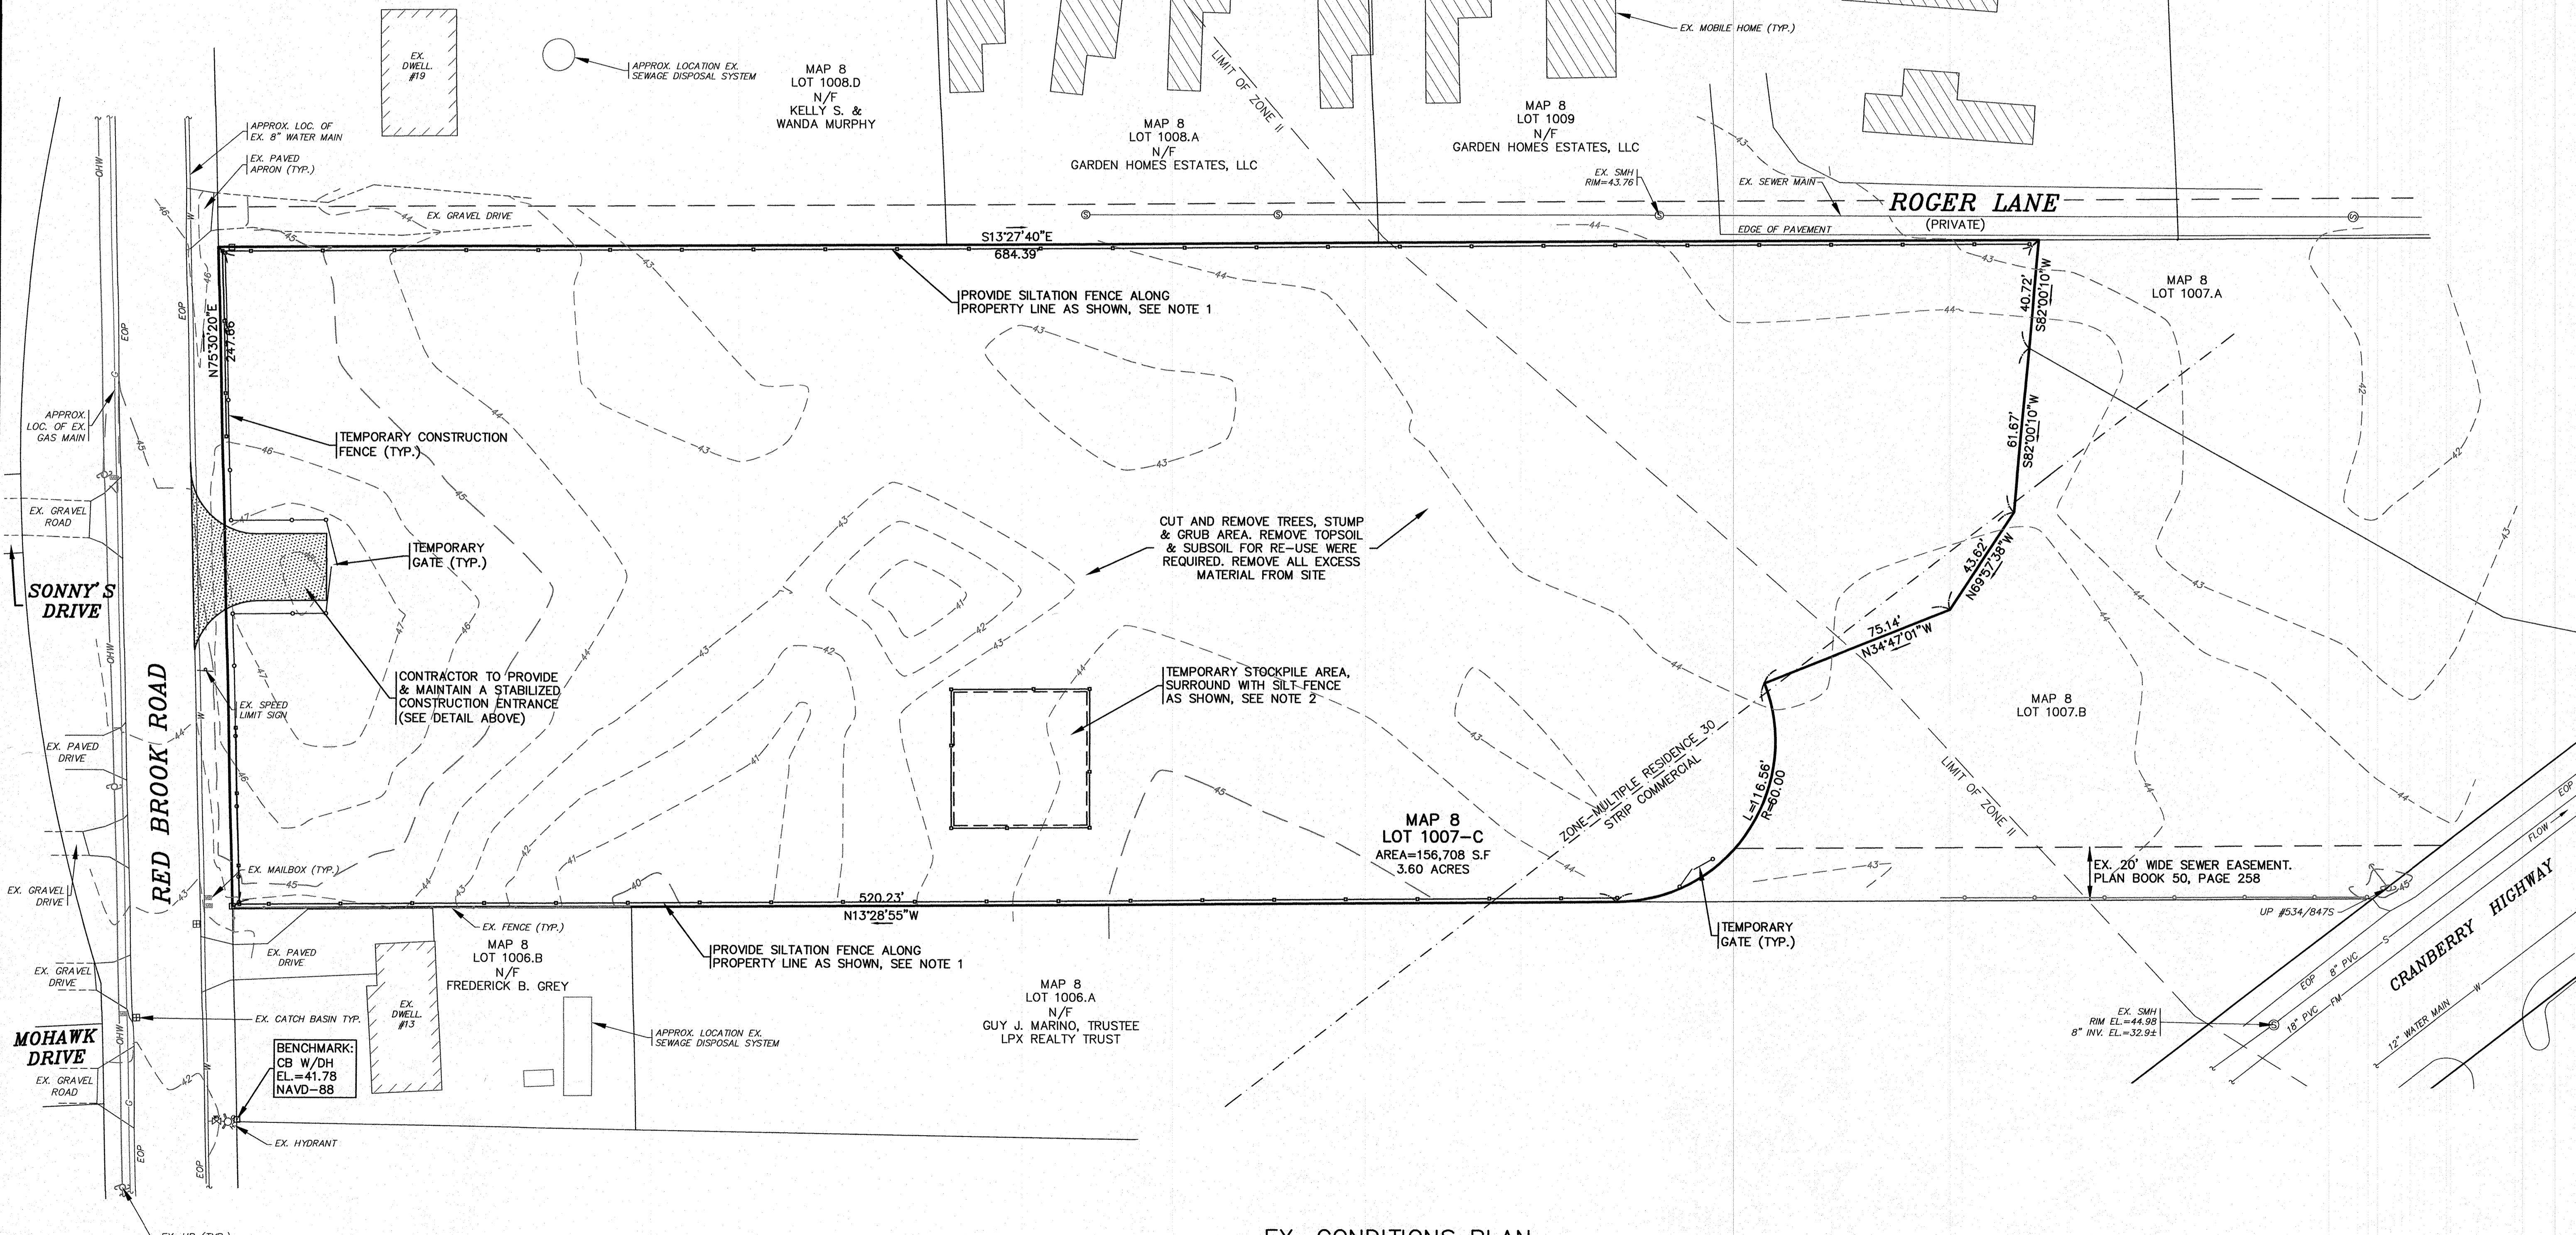 EX.
DWELL.
#19
APPROX. LOCATION EX.
SEWAGE DISPOSAL SYSTEM
MAP 8
LOT 1008.D
N/F
KELLY S. &
WANDA MURPHY
MAP 8
LOT 1008.A
N/F
GARDEN HOMES ESTATES, LLC
LIMIT OF ZONE II
MAP 8
LOT 1009
N/F
GARDEN HOMES ESTATES, LLC
EX. MOBILE HOME (TYP.)
APPROX. LOC. OF
EX. 8" WATER MAIN
EX. PAVED
APRON (TYP.)
EX. GRAVEL DRIVE
EX. SMH
RIM=43.76
EX. SEWER MAIN
ROGER LANE
(PRIVATE)
EDGE OF PAVEMENT
S13°27'40"E
684.39'
PROVIDE SILTATION FENCE ALONG
PROPERTY LINE AS SHOWN, SEE NOTE 1
40.72'
S82°00'10"W
MAP 8
LOT 1007.A
61.67'
S82°00'10"W
43.62'
N69°57'38"W
75.14'
N34°47'01"W
N75°30'20"E
247.66'
APPROX.
LOC. OF EX.
GAS MAIN
TEMPORARY CONSTRUCTION
FENCE (TYP.)
EX. GRAVEL
ROAD
TEMPORARY
GATE (TYP.)
SONNY'S
DRIVE
CUT AND REMOVE TREES, STUMP
& GRUB AREA. REMOVE TOPSOIL
& SUBSOIL FOR RE-USE WERE
REQUIRED. REMOVE ALL EXCESS
MATERIAL FROM SITE
CONTRACTOR TO PROVIDE
& MAINTAIN A STABILIZED
CONSTRUCTION ENTRANCE
(SEE DETAIL ABOVE)
EX. SPEED
LIMIT SIGN
RED BROOK ROAD
EX. PAVED
DRIVE
TEMPORARY STOCKPILE AREA,
SURROUND WITH SILT FENCE
AS SHOWN, SEE NOTE 2
MAP 8
LOT 1007.B
ZONE-MULTIPLE RESIDENCE 30
STRIP COMMERCIAL
L=116.56'
R=60.00
LIMIT OF ZONE II
MAP 8
LOT 1007-C
AREA=156,708 S.F
3.60 ACRES
EX. 20' WIDE SEWER EASEMENT.
PLAN BOOK 50, PAGE 258
UP #534/847S
EX. MAILBOX (TYP.)
EX. GRAVEL
DRIVE
520.23'
N13°28'55"W
EX. FENCE (TYP.)
EX. PAVED
DRIVE
PROVIDE SILTATION FENCE ALONG
PROPERTY LINE AS SHOWN, SEE NOTE 1
TEMPORARY
GATE (TYP.)
MAP 8
LOT 1006.B
N/F
FREDERICK B. GREY
EX. GRAVEL
DRIVE
EX.
DWELL.
#13
MAP 8
LOT 1006.A
N/F
GUY J. MARINO, TRUSTEE
LPX REALTY TRUST
EX. CATCH BASIN TYP.
APPROX. LOCATION EX.
SEWAGE DISPOSAL SYSTEM
MOHAWK
DRIVE
EX. GRAVEL
ROAD
BENCHMARK:
CB W/DH
EL.=41.78
NAVD-88
EX. HYDRANT
CRANBERRY HIGHWAY
FLOW
EOP
8" PVC S
18" PVC FM
12" WATER MAIN W
EX. SMH
RIM EL.=44.98
8" INV. EL.=32.9±
EX. CONDITIONS PLAN